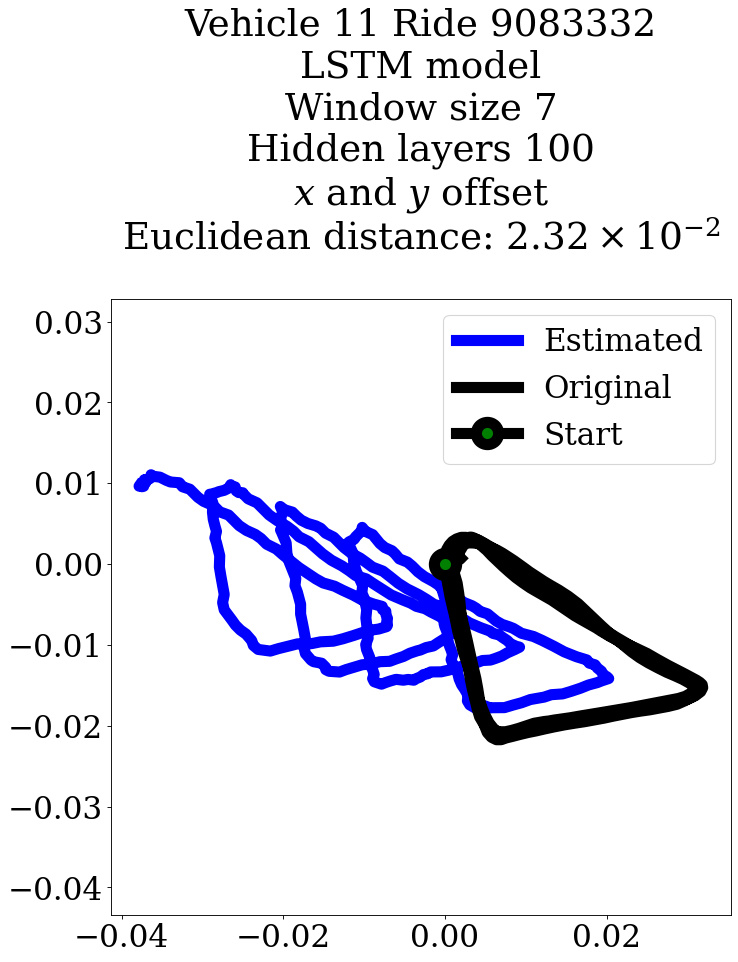 Vehicle 11 Ride 9083332
LSTM model
Window size 7
Hidden layers 100
x and y offset
Euclidean distance: 2.32 × 10⁻²
Estimated
Original
Start
0.03
0.02
0.01
0.00
−0.01
−0.02
−0.03
−0.04
−0.04 −0.02 0.00 0.02